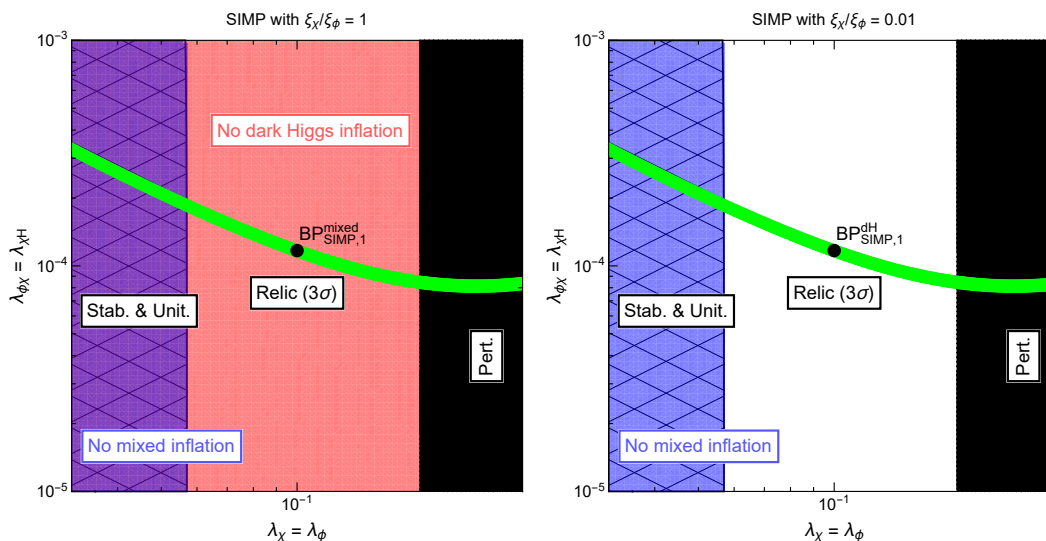 SIMP with ξχ/ξϕ = 1
10⁻³
No dark Higgs inflation
BP^mixed_SIMP,1
10⁻⁴
Relic (3σ)
Stab. & Unit.
Pert.
No mixed inflation
10⁻⁵
10⁻¹
λϕχ = λχH
λχ = λϕ
SIMP with ξχ/ξϕ = 0.01
10⁻³
BP^dH_SIMP,1
10⁻⁴
Relic (3σ)
Stab. & Unit.
Pert.
No mixed inflation
10⁻⁵
10⁻¹
λϕχ = λχH
λχ = λϕ